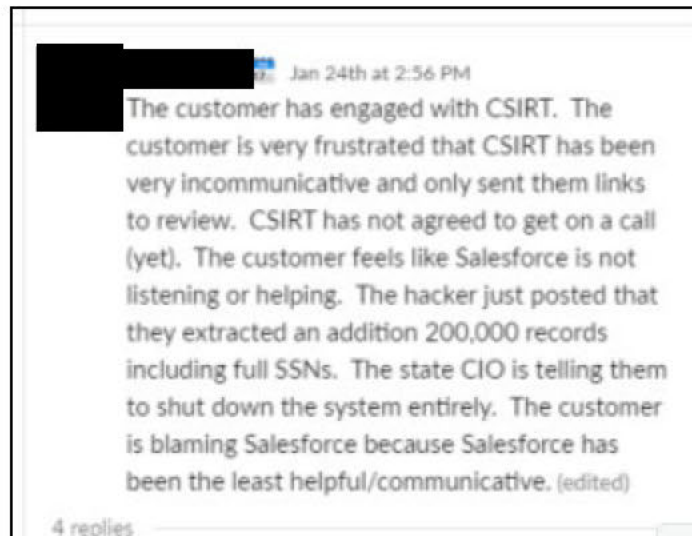 Jan 24th at 2:56 PM
The customer has engaged with CSIRT. The
customer is very frustrated that CSIRT has been
very incommunicative and only sent them links
to review. CSIRT has not agreed to get on a call
(yet). The customer feels like Salesforce is not
listening or helping. The hacker just posted that
they extracted an addition 200,000 records
including full SSNs. The state CIO is telling them
to shut down the system entirely. The customer
is blaming Salesforce because Salesforce has
been the least helpful/communicative. (edited)
4 replies